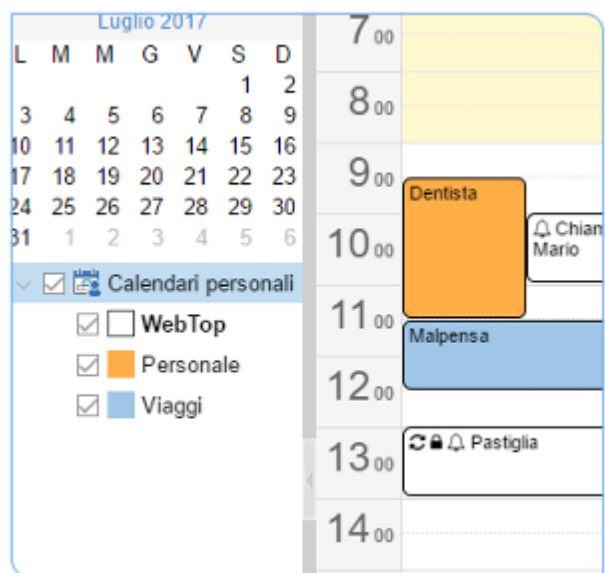 Luglio 2017
L M M G V S D
1 2
3 4 5 6 7 8 9
10 11 12 13 14 15 16
17 18 19 20 21 22 23
24 25 26 27 28 29 30
31 1 2 3 4 5 6
Calendari personali
WebTop
Personale
Viaggi
7 00
8 00
9 00
Dentista
Chiam
Mario
10 00
11 00
Malpensa
12 00
13 00
Pastiglia
14 00